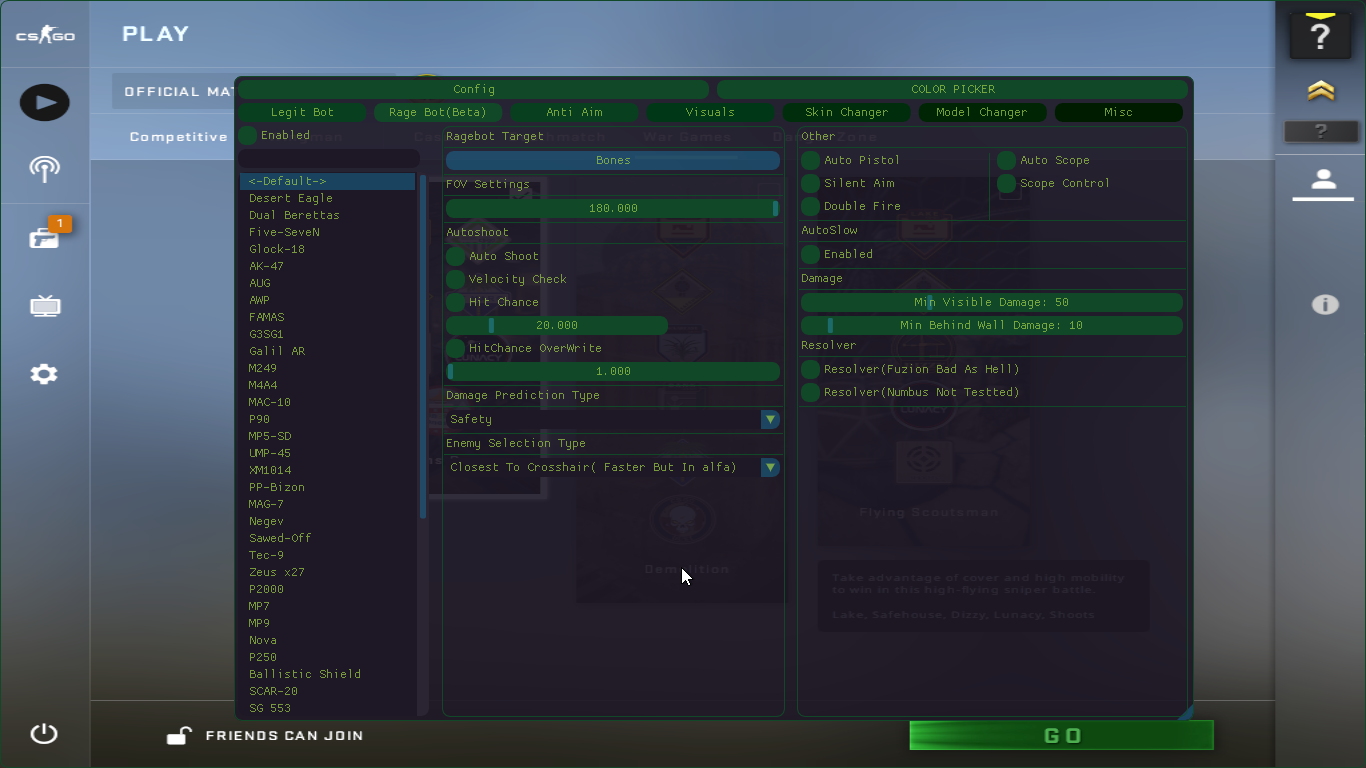 CS GO
PLAY
?
OFFICIAL MAT
Config
COLOR PICKER
Legit Bot
Rage Bot(Beta)
Anti Aim
Visuals
Skin Changer
Model Changer
Misc
?
Competitive
War Games
Enabled
Ragebot Target
Other
Bones
Auto Pistol
Auto Scope
<-Default->
FOV Settings
Silent Aim
Scope Control
Desert Eagle
180.000
Double Fire
Dual Berettas
1
Five-SeveN
Autoshoot
AutoSlow
Glock-18
Auto Shoot
Enabled
AK-47
Velocity Check
Damage
AUG
AWP
Hit Chance
Min Visible Damage: 50
FAMAS
20.000
Min Behind Wall Damage: 10
G3SG1
Galil AR
HitChance OverWrite
Resolver
M249
1.000
Resolver(Fuzion Bad As Hell)
M4A4
Damage Prediction Type
Resolver(Numbus Not Testted)
MAC-10
LUNACY
P90
Safety
MP5-SD
Enemy Selection Type
UMP-45
XM1014
Closest To Crosshair( Faster But In alfa)
PP-Bizon
MAG-7
Flying Scoutsman
Negev
Sawed-Off
Tec-9
Zeus x27
Demolition
Take advantage of cover and high mobility
to win in this high-flying sniper battle.
P2000
MP7
Lake, Safehouse, Dizzy, Lunacy, Shoots
MP9
Nova
P250
Ballistic Shield
SCAR-20
SG 553
FRIENDS CAN JOIN
GO